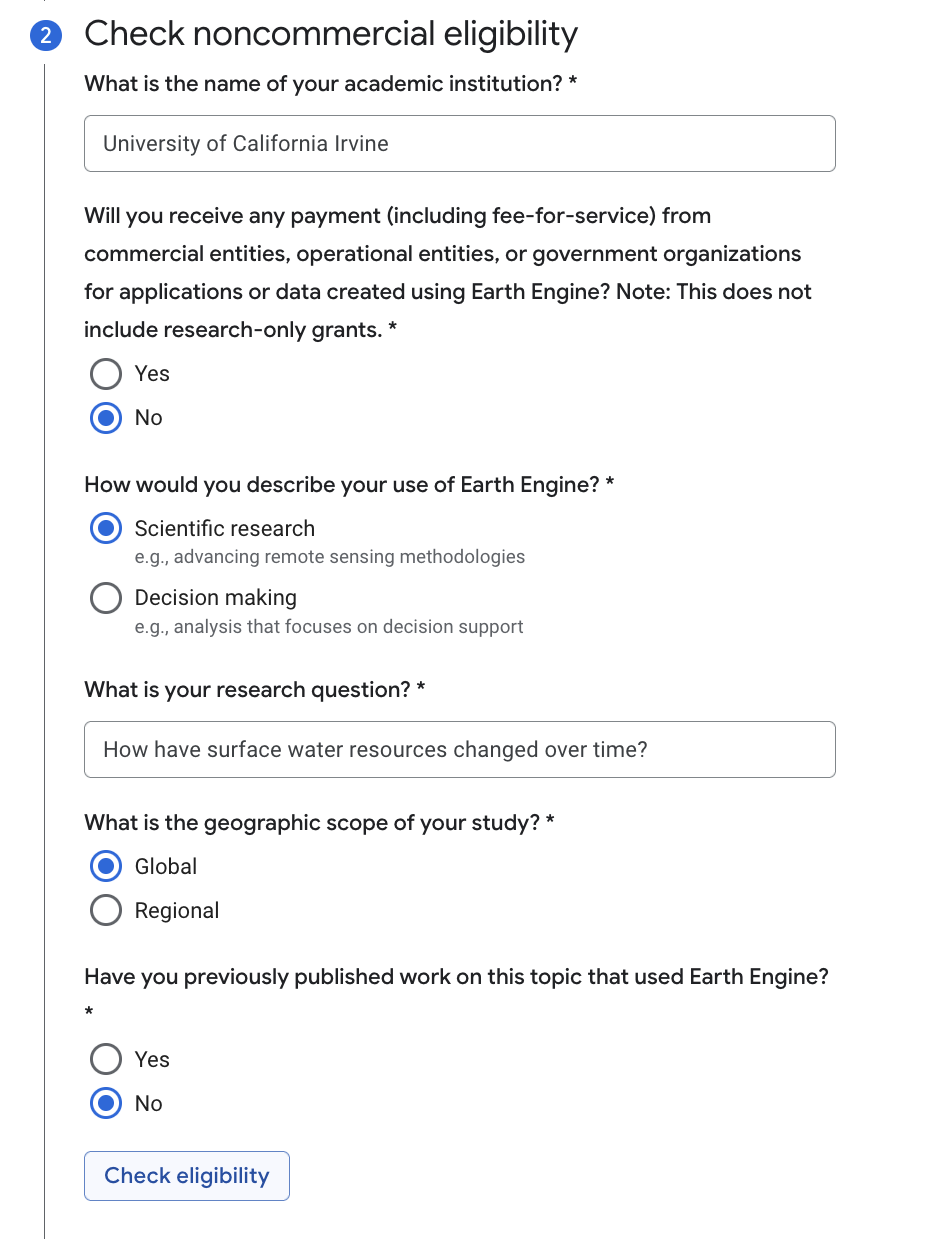 2
Check noncommercial eligibility
What is the name of your academic institution? *
University of California Irvine
Will you receive any payment (including fee-for-service) from
commercial entities, operational entities, or government organizations
for applications or data created using Earth Engine? Note: This does not
include research-only grants. *
Yes
No
How would you describe your use of Earth Engine? *
Scientific research
e.g., advancing remote sensing methodologies
Decision making
e.g., analysis that focuses on decision support
What is your research question? *
How have surface water resources changed over time?
What is the geographic scope of your study? *
Global
Regional
Have you previously published work on this topic that used Earth Engine?
*
Yes
No
Check eligibility